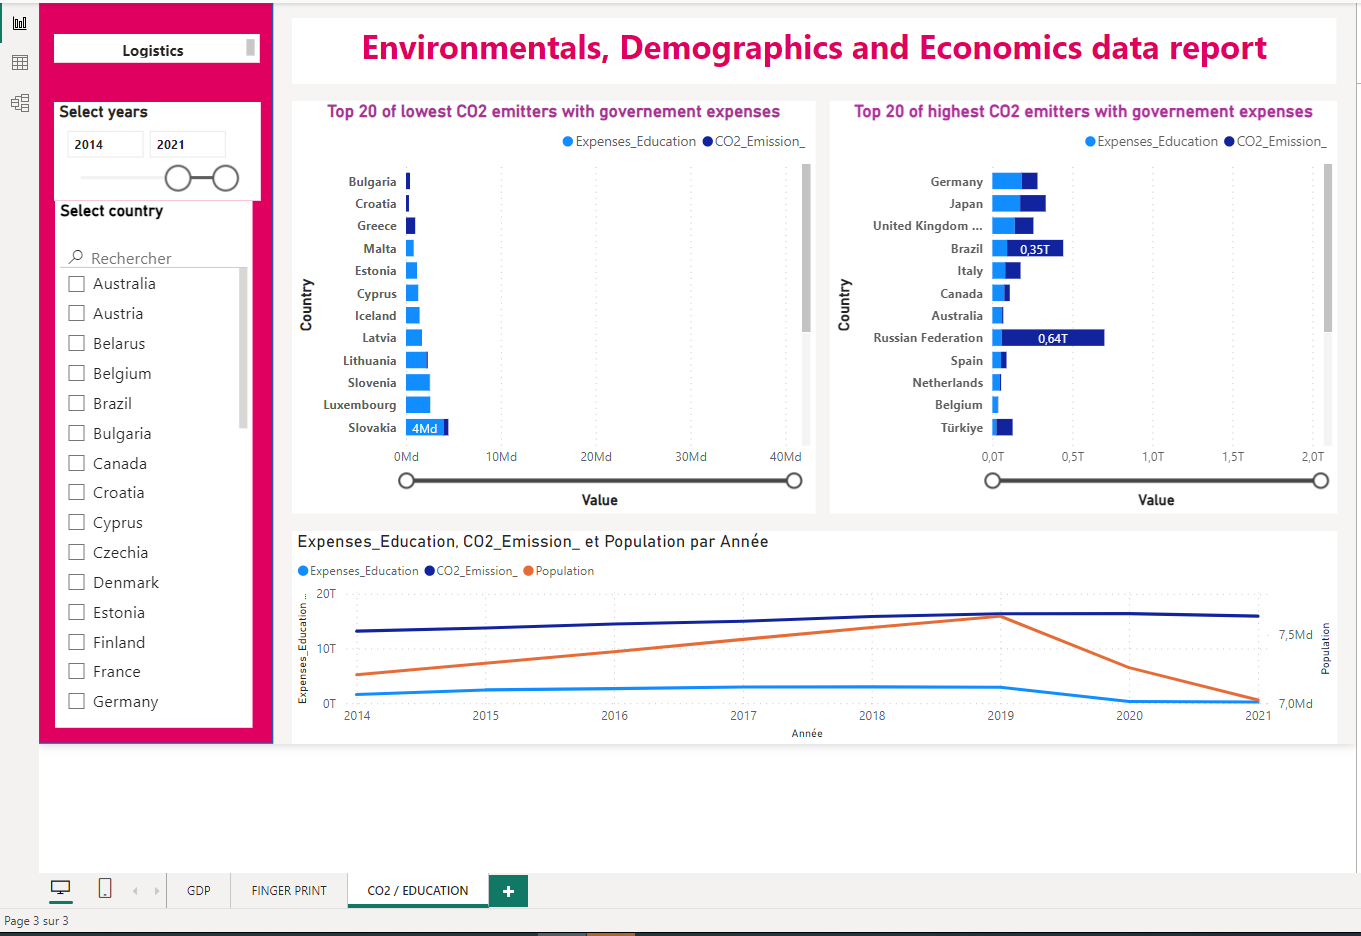 Logistics
Environmentals, Demographics and Economics data report
Select years
2014
2021
Select country
Rechercher
Australia
Austria
Belarus
Belgium
Brazil
Bulgaria
Canada
Croatia
Cyprus
Czechia
Denmark
Estonia
Finland
France
Germany
Top 20 of lowest CO2 emitters with governement expenses
Expenses_Education CO2_Emission_
Country
Bulgaria
Croatia
Greece
Malta
Estonia
Cyprus
Iceland
Latvia
Lithuania
Slovenia
Luxembourg
Slovakia 4Md
0Md 10Md 20Md 30Md 40Md
Value
Top 20 of highest CO2 emitters with governement expenses
Expenses_Education CO2_Emission_
Country
Germany
Japan
United Kingdom ...
Brazil 0,35T
Italy
Canada
Australia
Russian Federation 0,64T
Spain
Netherlands
Belgium
Türkiye
0,0T 0,5T 1,0T 1,5T 2,0T
Value
Expenses_Education, CO2_Emission_ et Population par Année
Expenses_Education CO2_Emission_ Population
Expenses_Education ...
20T
10T
0T
7,5Md
7,0Md
Population
2014 2015 2016 2017 2018 2019 2020 2021
Année
GDP FINGER PRINT CO2 / EDUCATION +
Page 3 sur 3